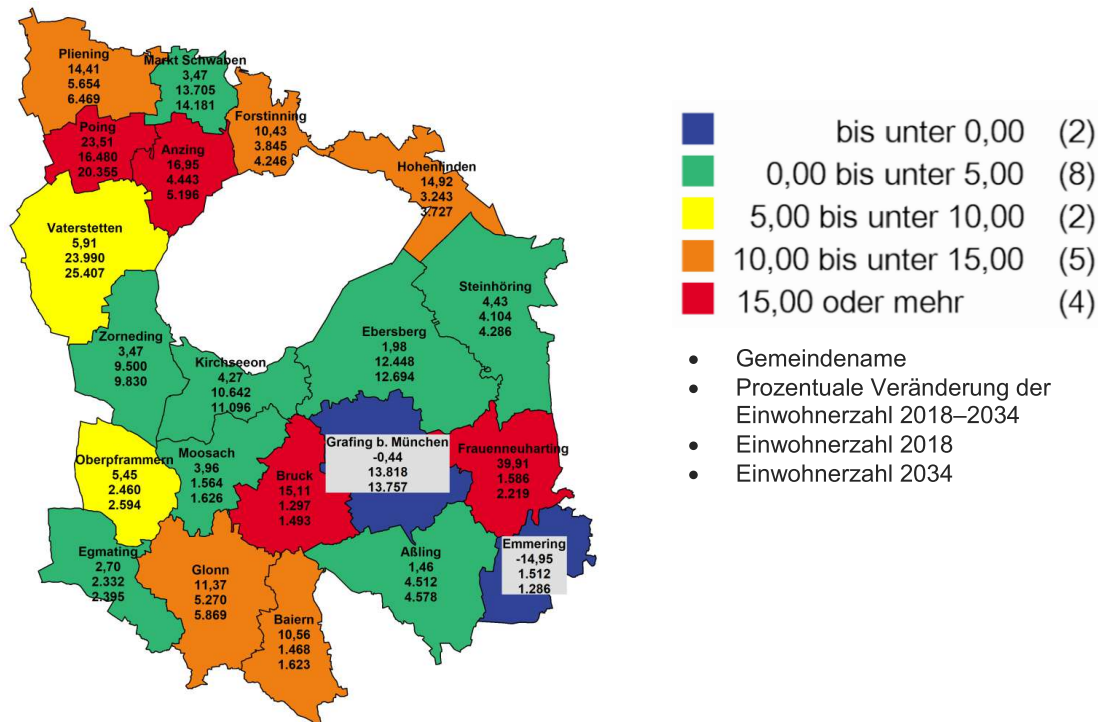 Pliening
14,41
5.654
6.469
Markt Schwaben
3,47
13.705
14.181
Forstinning
10,43
3.845
4.246
Poing
23,51
16.480
20.355
Anzing
16,95
4.443
5.196
Hohenlinden
14,92
3.243
3.727
Vaterstetten
5,91
23.990
25.407
Steinhöring
4,43
4.104
4.286
Zorneding
3,47
9.500
9.830
Kirchseeon
4,27
10.642
11.096
Ebersberg
1,98
12.448
12.694
Grafing b. München
-0,44
13.818
13.757
Frauenneuharting
39,91
1.586
2.219
Oberpframmern
5,45
2.460
2.594
Moosach
3,96
1.564
1.626
Bruck
15,11
1.297
1.493
Egmating
2,70
2.332
2.395
Glonn
11,37
5.270
5.869
Baiern
10,56
1.468
1.623
Aßling
1,46
4.512
4.578
Emmering
-14,95
1.512
1.286
bis unter 0,00 (2)
0,00 bis unter 5,00 (8)
5,00 bis unter 10,00 (2)
10,00 bis unter 15,00 (5)
15,00 oder mehr (4)
• Gemeindename
• Prozentuale Veränderung der
Einwohnerzahl 2018–2034
• Einwohnerzahl 2018
• Einwohnerzahl 2034